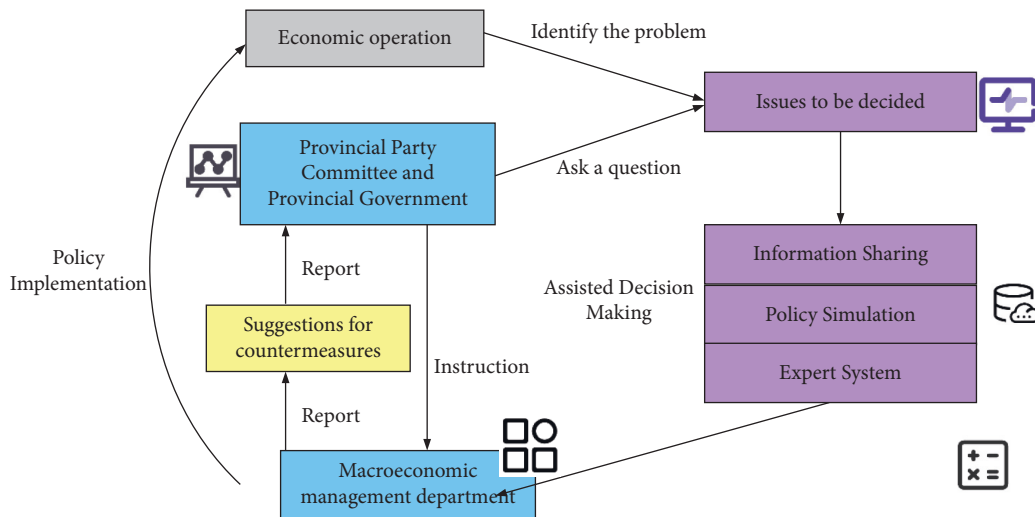 Economic operation
Identify the problem
Issues to be decided
Provincial Party
Committee and
Provincial Government
Ask a question
Policy
Implementation
Report
Information Sharing
Assisted Decision
Making
Policy Simulation
Suggestions for
countermeasures
Instruction
Expert System
Report
Macroeconomic
management department